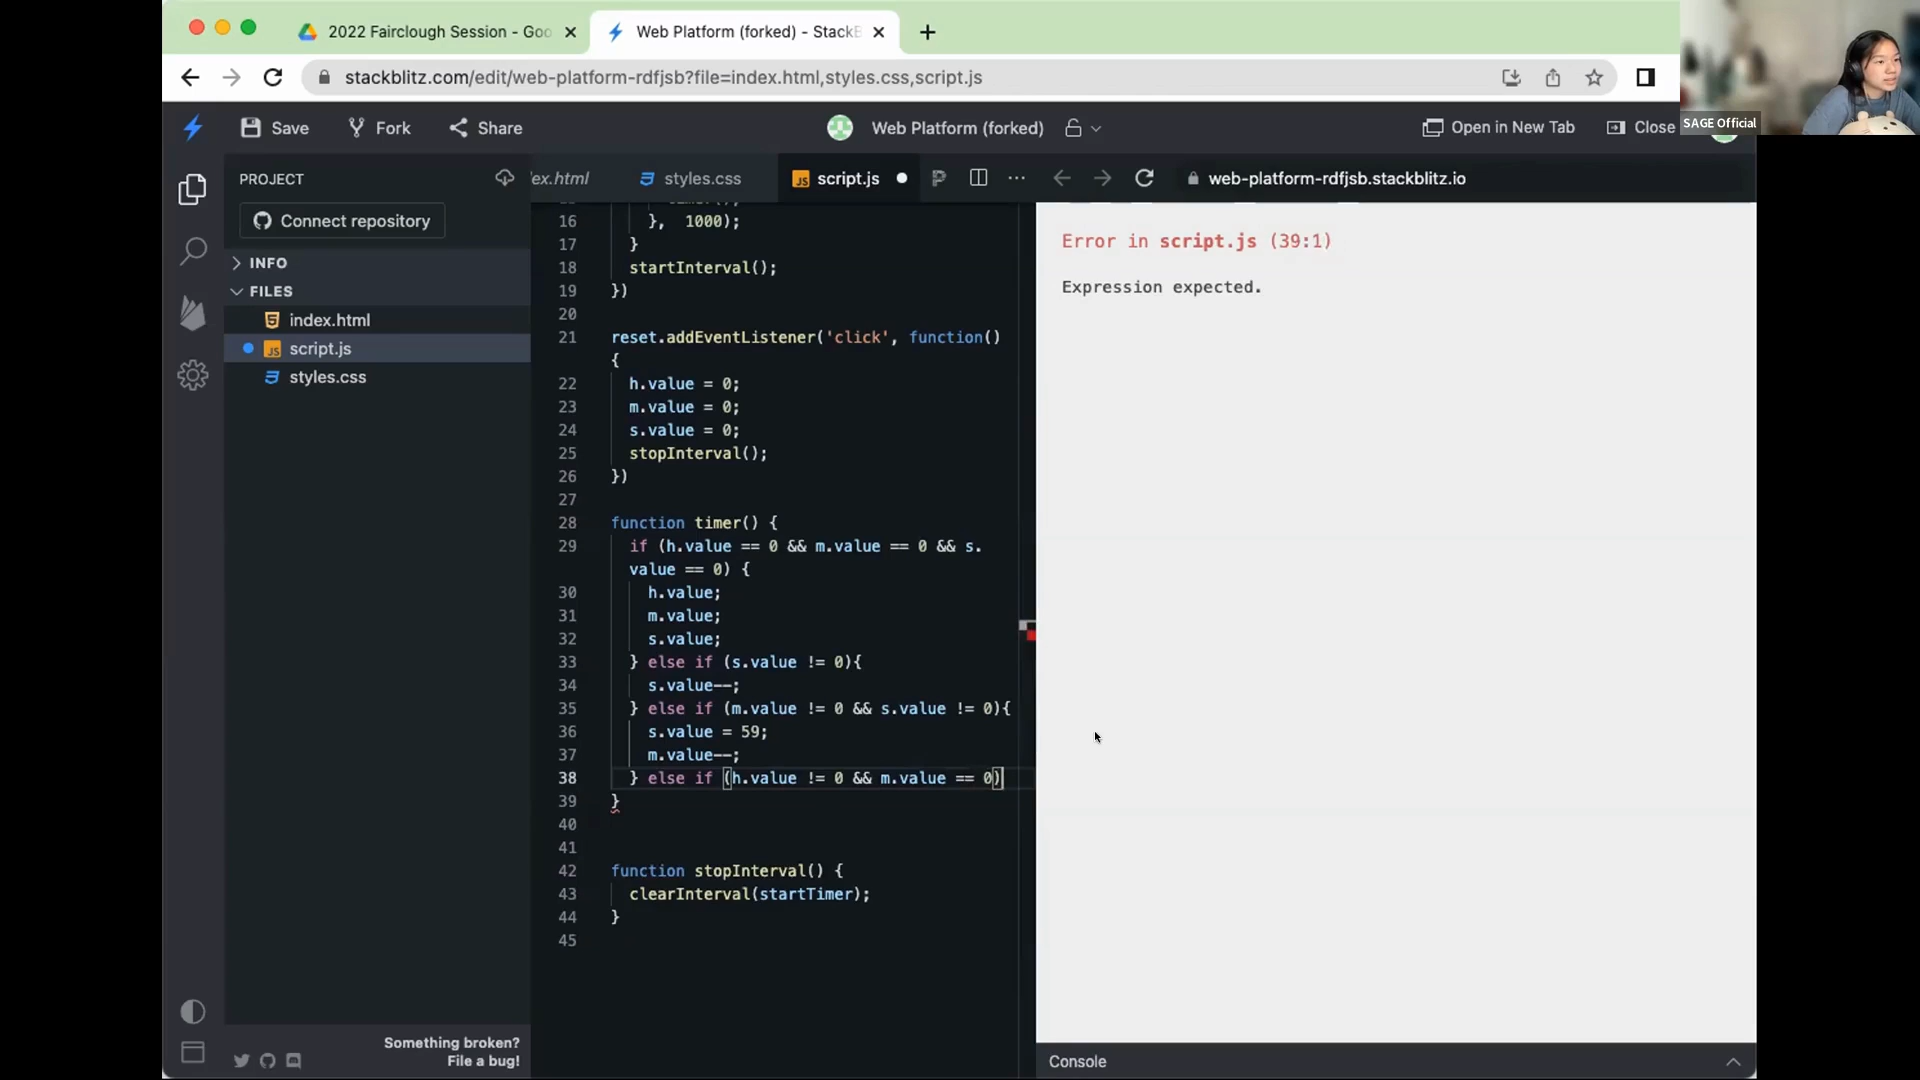 2022 Fairclough Session - Goo
Web Platform (forked) - StackB
stackblitz.com/edit/web-platform-rdfjsb?file=index.html,styles.css,script.js
SAGE Official
Save
Fork
Share
Web Platform (forked)
Open in New Tab
Close
PROJECT
ex.html
styles.css
JS script.js
web-platform-rdfjsb.stackblitz.io
Connect repository
INFO
FILES
index.html
JS script.js
styles.css
16 }, 1000);
17 }
18 startInterval();
19 })
20
21 reset.addEventListener('click', function()
{
22 h.value = 0;
23 m.value = 0;
24 s.value = 0;
25 stopInterval();
26 })
27
28 function timer() {
29 if (h.value == 0 && m.value == 0 && s.
value == 0) {
30 h.value;
31 m.value;
32 s.value;
33 } else if (s.value != 0){
34 s.value--;
35 } else if (m.value != 0 && s.value != 0){
36 s.value = 59;
37 m.value--;
38 } else if (h.value != 0 && m.value == 0)
39 }
40
41
42 function stopInterval() {
43 clearInterval(startTimer);
44 }
45
Error in script.js (39:1)
Expression expected.
Something broken?
File a bug!
Console